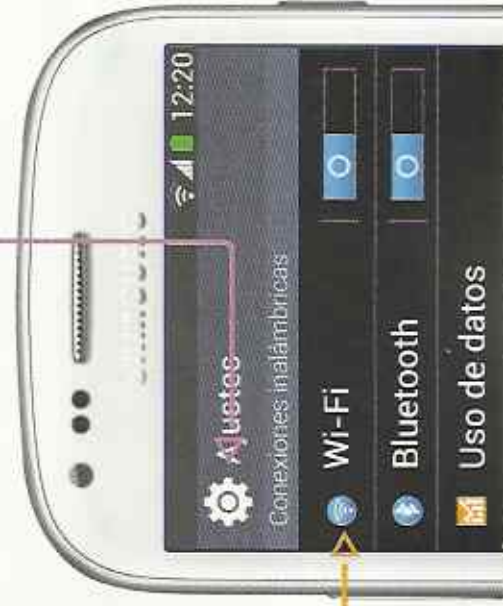 12:20
Ajustes
Conexiones inalámbricas
Wi-Fi
Bluetooth
Uso de datos